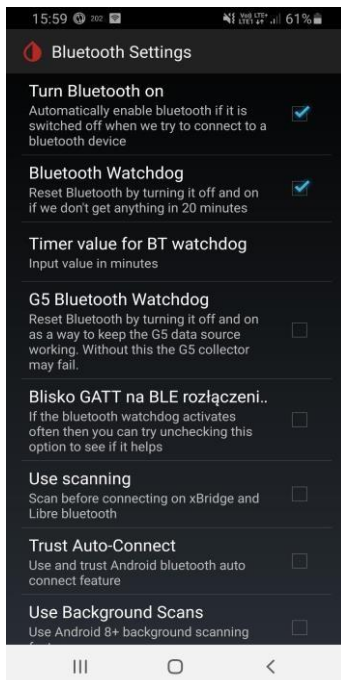 15:59 202 Vo)) LTE+ LTE1 61%
Bluetooth Settings
Turn Bluetooth on
Automatically enable bluetooth if it is
switched off when we try to connect to a
bluetooth device
Bluetooth Watchdog
Reset Bluetooth by turning it off and on
if we don't get anything in 20 minutes
Timer value for BT watchdog
Input value in minutes
G5 Bluetooth Watchdog
Reset Bluetooth by turning it off and on
as a way to keep the G5 data source
working. Without this the G5 collector
may fail.
Blisko GATT na BLE rozłączeni..
If the bluetooth watchdog activates
often then you can try unchecking this
option to see if it helps
Use scanning
Scan before connecting on xBridge and
Libre bluetooth
Trust Auto-Connect
Use and trust Android bluetooth auto
connect feature
Use Background Scans
Use Android 8+ background scanning